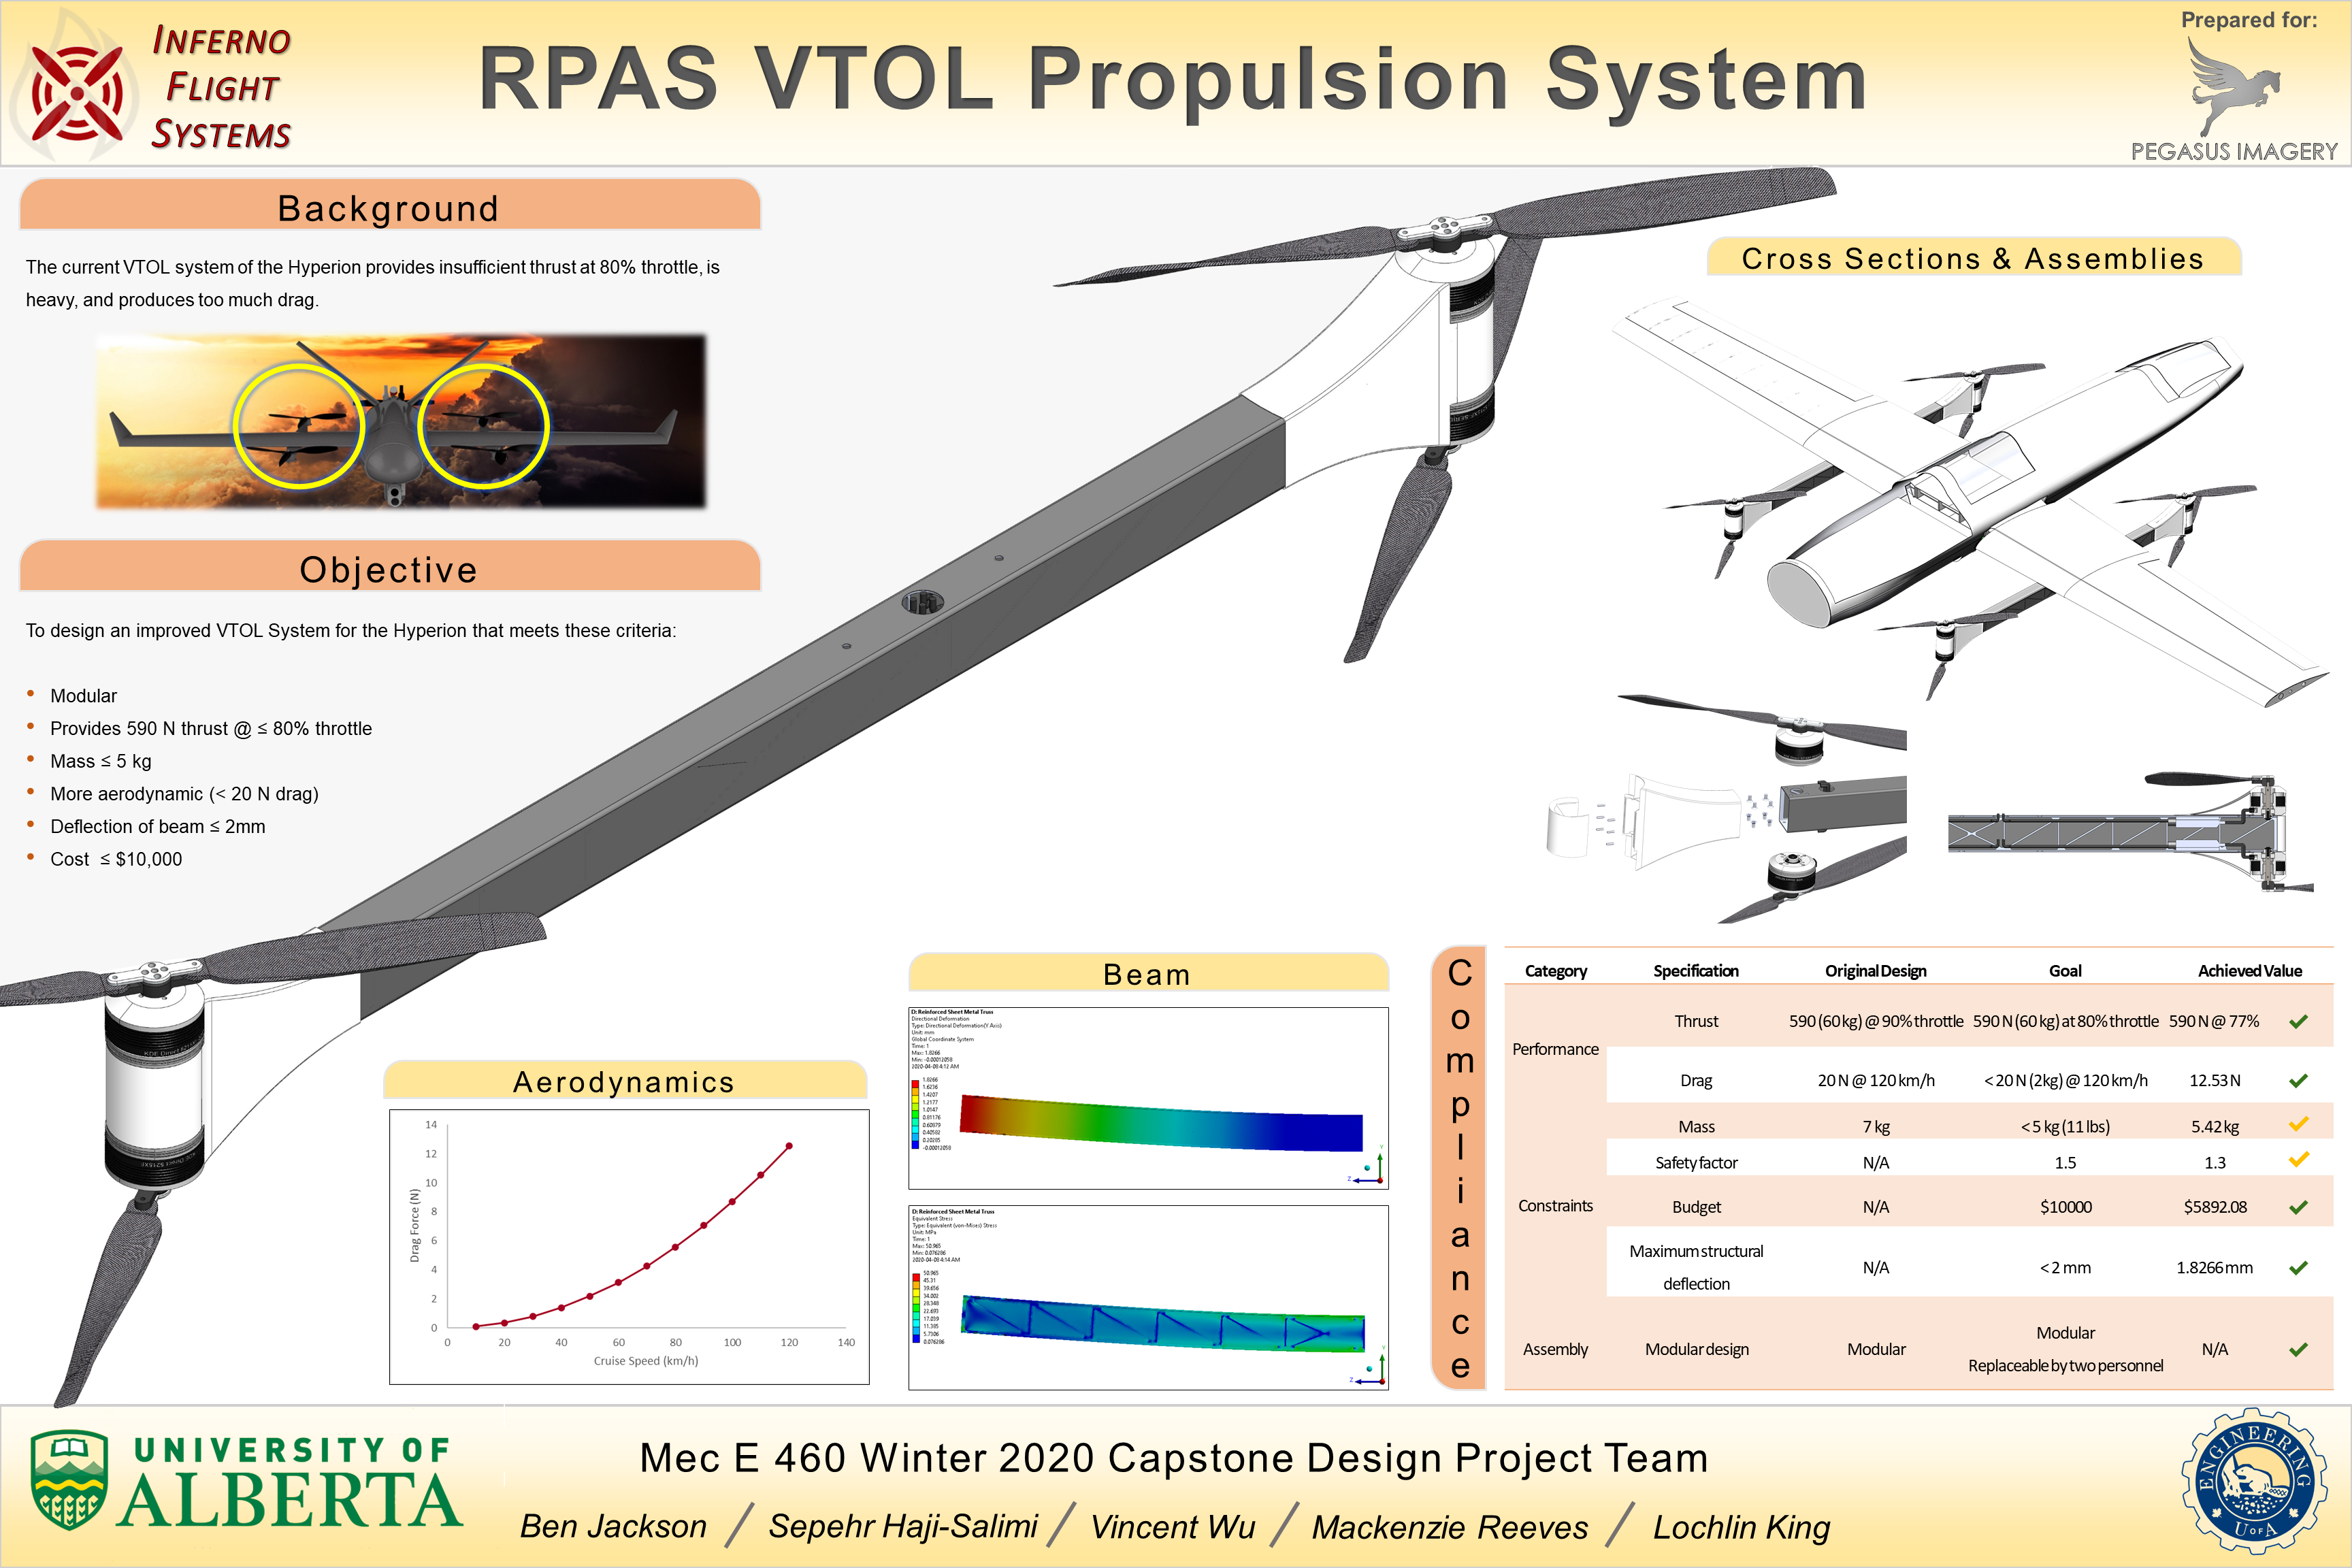 INFERNO
FLIGHT
SYSTEMS
RPAS VTOL Propulsion System
Prepared for:
PEGASUS IMAGERY
Background
The current VTOL system of the Hyperion provides insufficient thrust at 80% throttle, is
heavy, and produces too much drag.
Objective
To design an improved VTOL System for the Hyperion that meets these criteria:
• Modular
• Provides 590 N thrust @ ≤ 80% throttle
• Mass ≤ 5 kg
• More aerodynamic (< 20 N drag)
• Deflection of beam ≤ 2mm
• Cost ≤ $10,000
Cross Sections & Assemblies
Aerodynamics
14
12
10
8
6
4
2
0
Drag Force (N)
0 20 40 60 80 100 120 140
Cruise Speed (km/h)
Beam
D: Reinforced Sheet Metal Truss
Directional Deformation
Type: Directional Deformation(Y Axis)
Unit: mm
Global Coordinate System
Time: 1
Max: 1.8266
Min: -0.00012058
2020-04-08 4:12 AM
1.8266
1.6236
1.4207
1.2177
1.0147
0.81176
0.60879
0.40582
0.20285
-0.00012058
Y
Z
D: Reinforced Sheet Metal Truss
Equivalent Stress
Type: Equivalent (von-Mises) Stress
Unit: MPa
Time: 1
Max: 50.965
Min: 0.076286
2020-04-08 4:14 AM
50.965
45.31
39.656
34.002
28.348
22.693
17.039
11.385
5.7306
0.076286
Y
Z
Compliance
Category Specification Original Design Goal Achieved Value
Performance
Thrust 590 (60 kg) @ 90% throttle 590 N (60 kg) at 80% throttle 590 N @ 77%
Drag 20 N @ 120 km/h < 20 N (2kg) @ 120 km/h 12.53 N
Constraints
Mass 7 kg < 5 kg (11 lbs) 5.42 kg
Safety factor N/A 1.5 1.3
Budget N/A $10000 $5892.08
Maximum structural
deflection N/A < 2 mm 1.8266 mm
Assembly Modular design Modular Modular
Replaceable by two personnel N/A
UNIVERSITY OF
ALBERTA
Mec E 460 Winter 2020 Capstone Design Project Team
Ben Jackson / Sepehr Haji-Salimi / Vincent Wu / Mackenzie Reeves / Lochlin King
ENGINEERING
U OF A